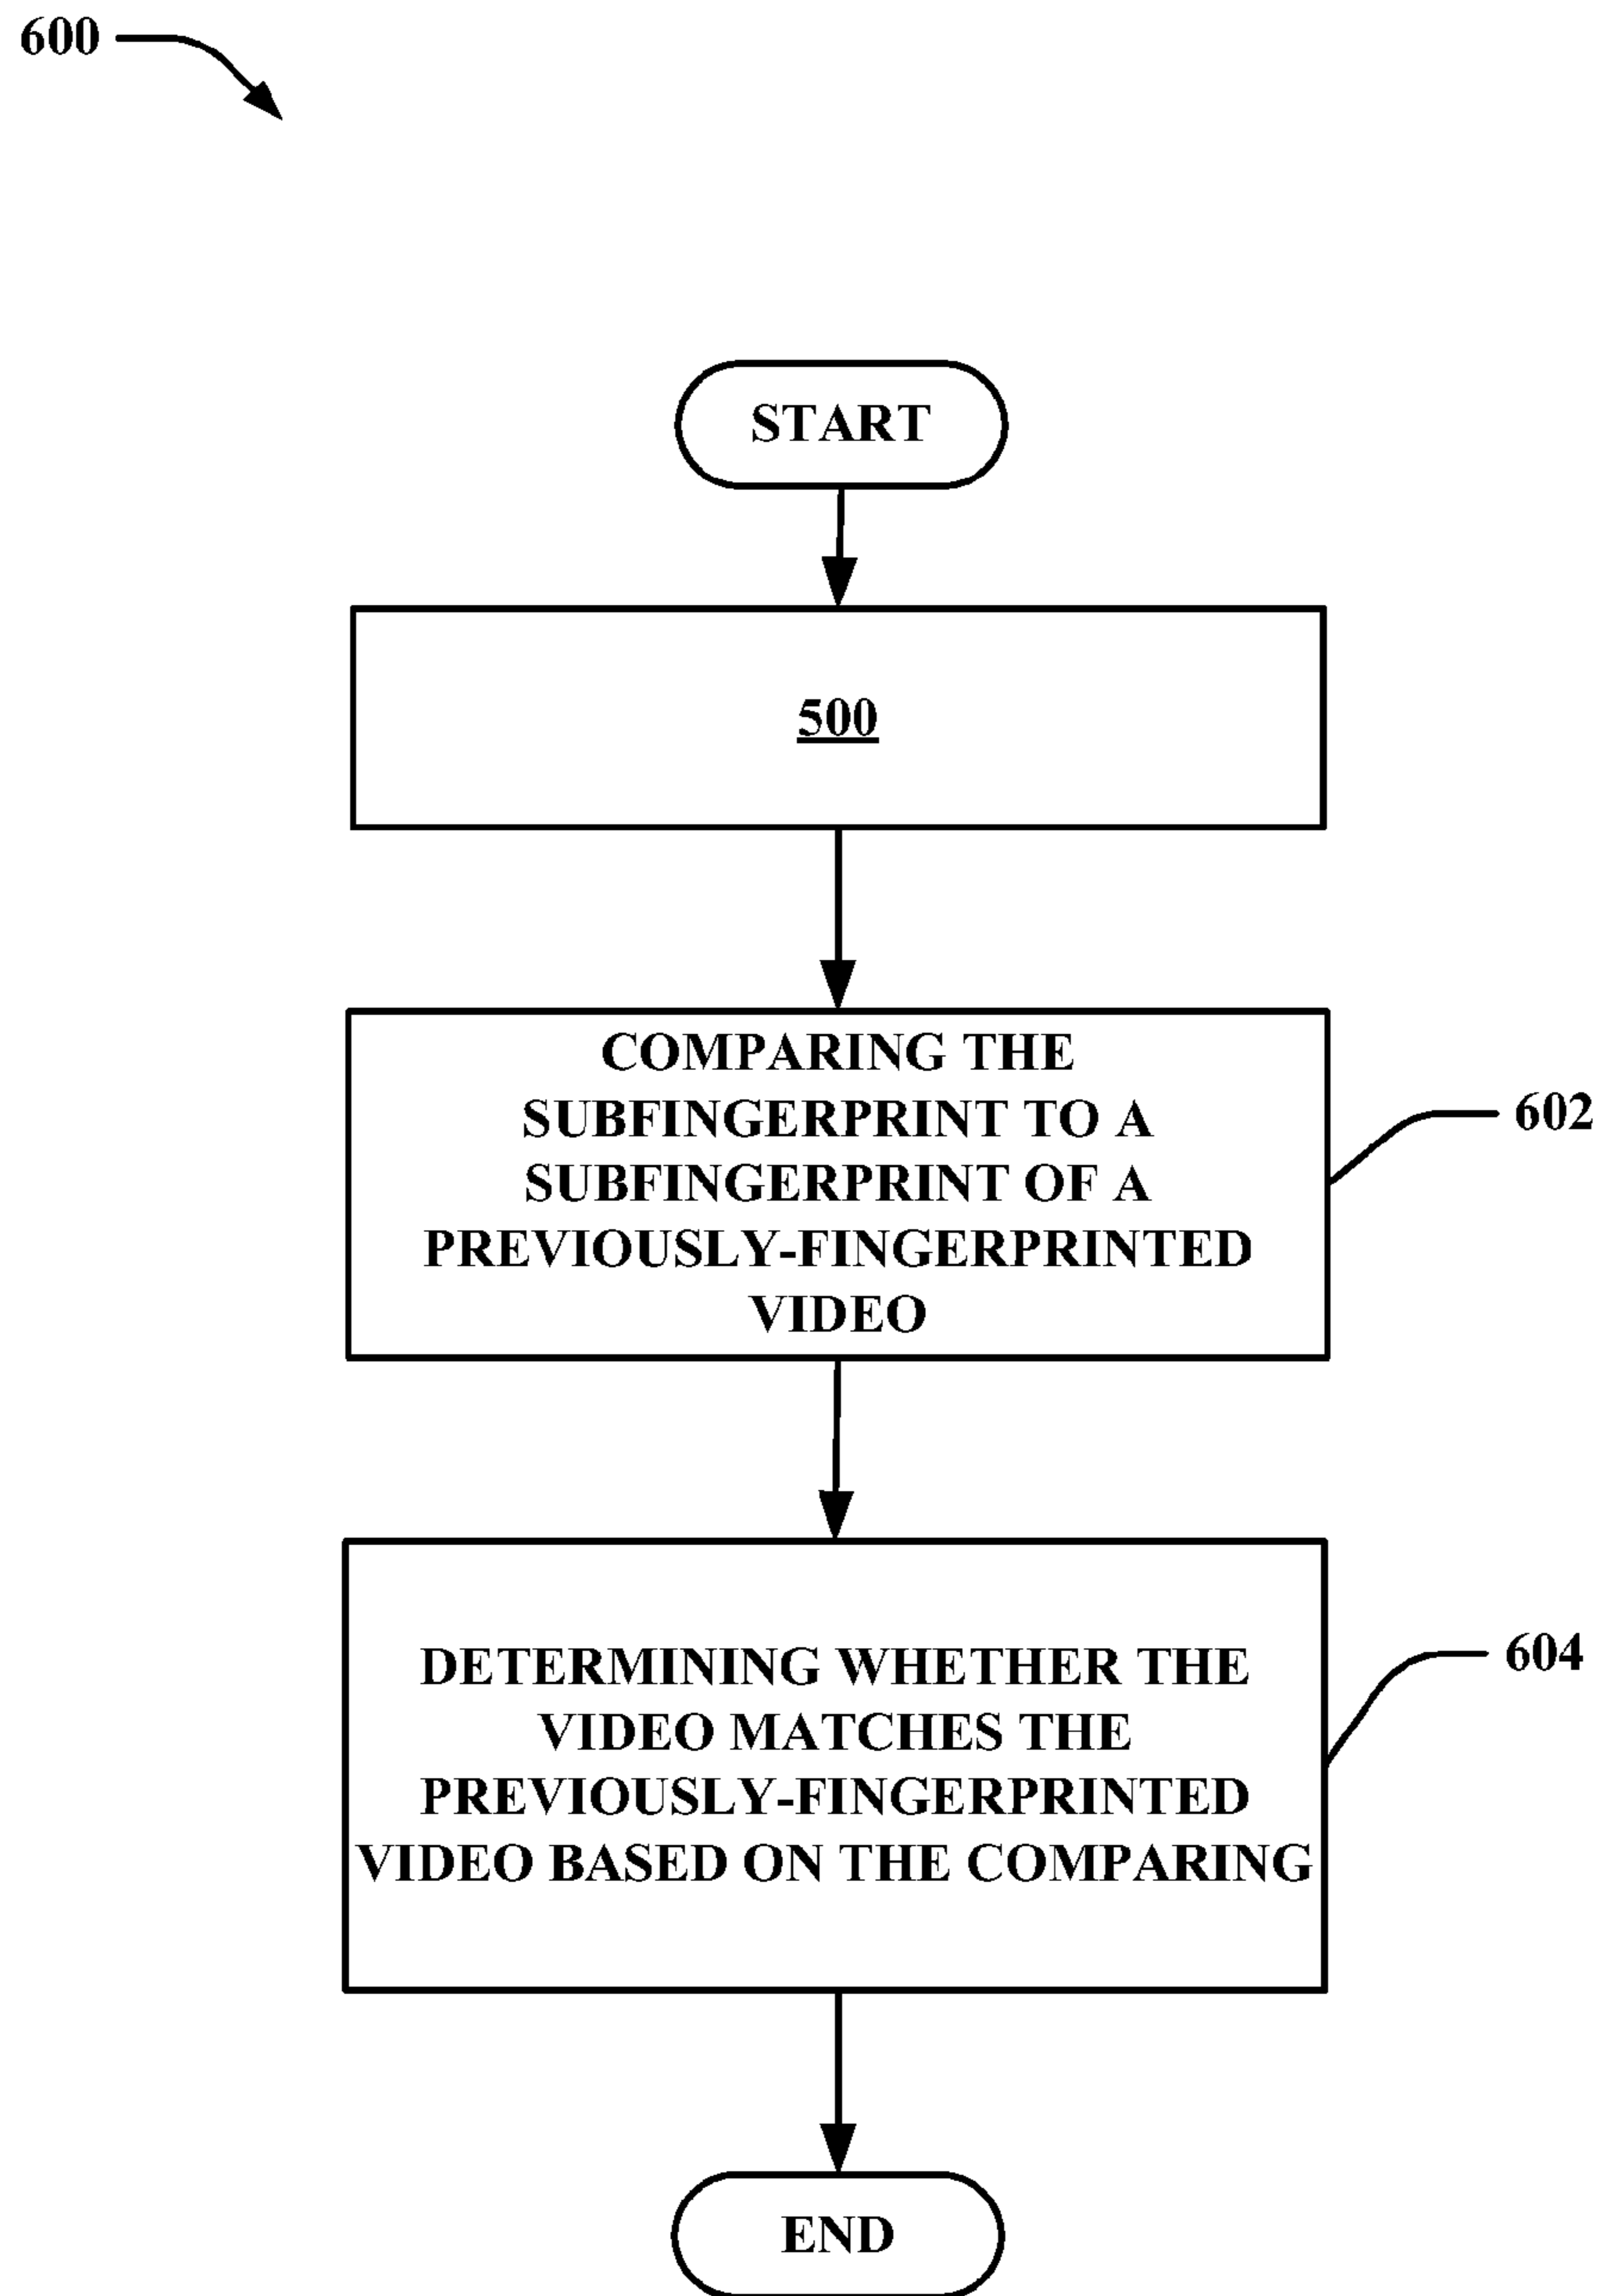 600
START
500
COMPARING THE
SUBFINGERPRINT TO A
SUBFINGERPRINT OF A
PREVIOUSLY-FINGERPRINTED
VIDEO
602
DETERMINING WHETHER THE
VIDEO MATCHES THE
PREVIOUSLY-FINGERPRINTED
VIDEO BASED ON THE COMPARING
604
END